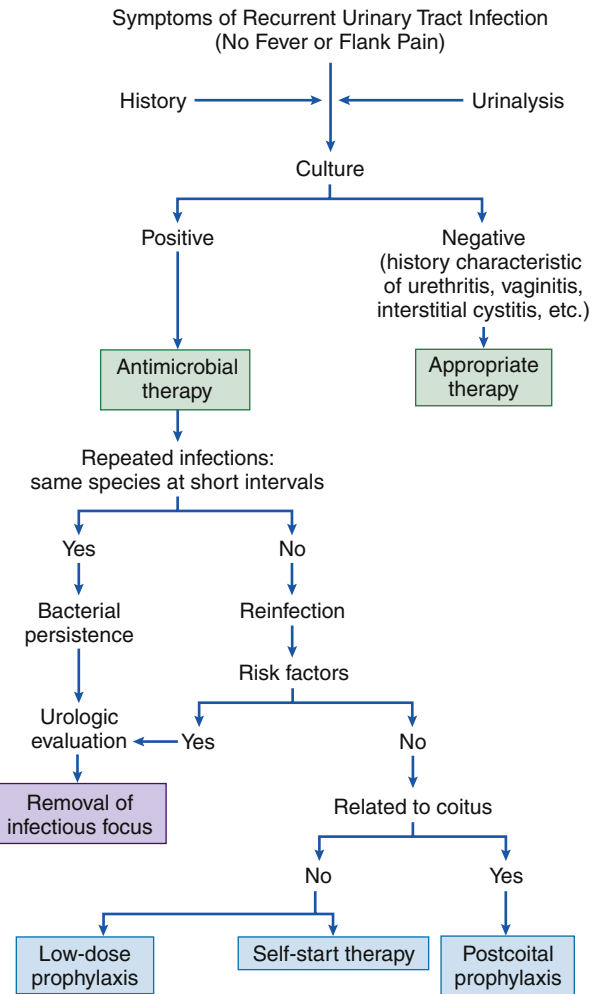 Symptoms of Recurrent Urinary Tract Infection
(No Fever or Flank Pain)
History
Urinalysis
Culture
Positive
Negative
(history characteristic
of urethritis, vaginitis,
interstitial cystitis, etc.)
Antimicrobial
therapy
Appropriate
therapy
Repeated infections:
same species at short intervals
Yes
No
Bacterial
persistence
Reinfection
Risk factors
Urologic
evaluation
Yes
No
Removal of
infectious focus
Related to coitus
No
Yes
Low-dose
prophylaxis
Self-start therapy
Postcoital
prophylaxis